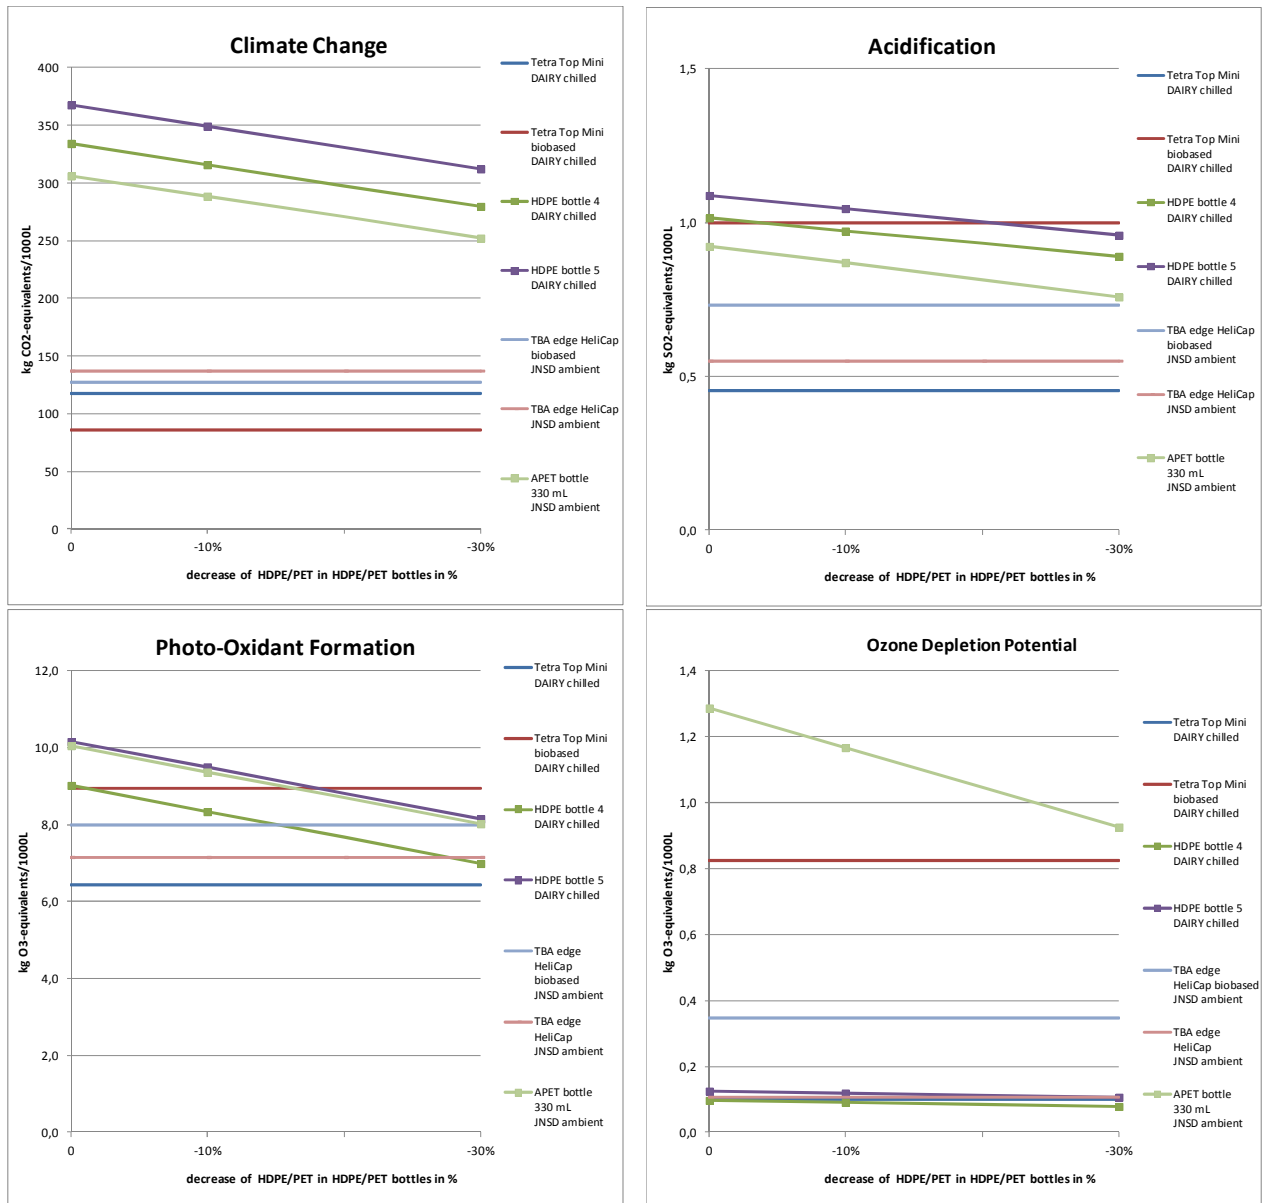 Climate Change
400
350
300
250
200
150
100
50
0
kg CO2-equivalents/1000L
0
-10%
-30%
decrease of HDPE/PET in HDPE/PET bottles in %
Tetra Top Mini
DAIRY chilled
Tetra Top Mini
biobased
DAIRY chilled
HDPE bottle 4
DAIRY chilled
HDPE bottle 5
DAIRY chilled
TBA edge HeliCap
biobased
JNSD ambient
TBA edge HeliCap
JNSD ambient
APET bottle
330 mL
JNSD ambient
Acidification
1,5
1,0
0,5
0,0
kg SO2-equivalents/1000L
0
-10%
-30%
decrease of HDPE/PET in HDPE/PET bottles in %
Tetra Top Mini
DAIRY chilled
Tetra Top Mini
biobased
DAIRY chilled
HDPE bottle 4
DAIRY chilled
HDPE bottle 5
DAIRY chilled
TBA edge HeliCap
biobased
JNSD ambient
TBA edge HeliCap
JNSD ambient
APET bottle
330 mL
JNSD ambient
Photo-Oxidant Formation
12,0
10,0
8,0
6,0
4,0
2,0
0,0
kg O3-equivalents/1000L
0
-10%
-30%
decrease of HDPE/PET in HDPE/PET bottles in %
Tetra Top Mini
DAIRY chilled
Tetra Top Mini
biobased
DAIRY chilled
HDPE bottle 4
DAIRY chilled
HDPE bottle 5
DAIRY chilled
TBA edge
HeliCap
biobased
JNSD ambient
TBA edge
HeliCap
JNSD ambient
APET bottle
330 mL
JNSD ambient
Ozone Depletion Potential
1,4
1,2
1,0
0,8
0,6
0,4
0,2
0,0
kg O3-equivalents/1000L
0
-10%
-30%
decrease of HDPE/PET in HDPE/PET bottles in %
Tetra Top Mini
DAIRY chilled
Tetra Top Mini
biobased
DAIRY chilled
HDPE bottle 4
DAIRY chilled
HDPE bottle 5
DAIRY chilled
TBA edge
HeliCap biobased
JNSD ambient
TBA edge
HeliCap
JNSD ambient
APET bottle
330 mL
JNSD ambient